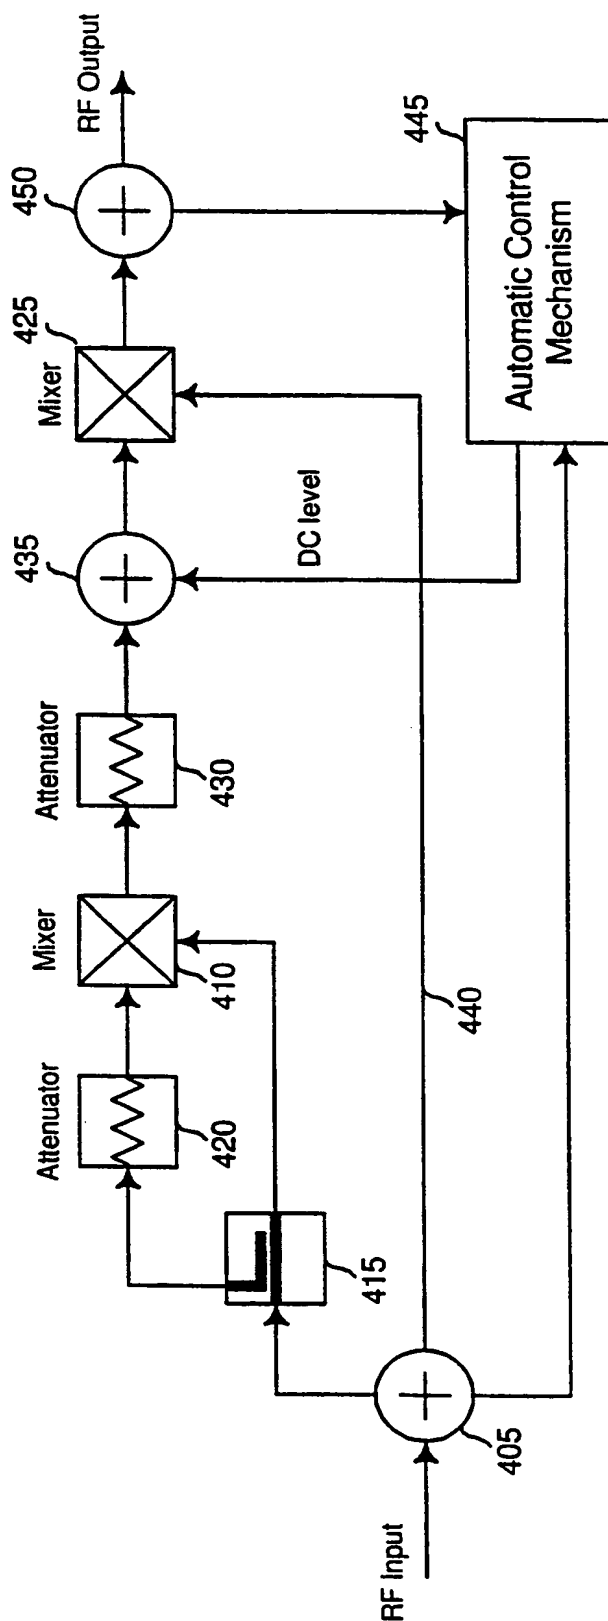 RF Input
405
415
Attenuator
420
Mixer
410
Attenuator
430
435
DC level
440
Mixer
425
450
RF Output
445
Automatic Control
Mechanism